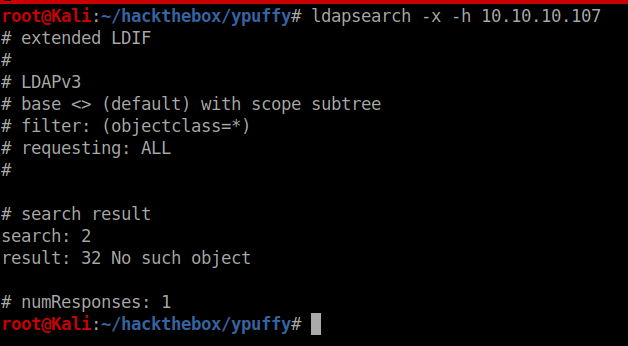 root@Kali:~/hackthebox/ypuffy# ldapsearch -x -h 10.10.10.107
# extended LDIF
#
# LDAPv3
# base <> (default) with scope subtree
# filter: (objectclass=*)
# requesting: ALL
#
# search result
search: 2
result: 32 No such object
# numResponses: 1
root@Kali:~/hackthebox/ypuffy#